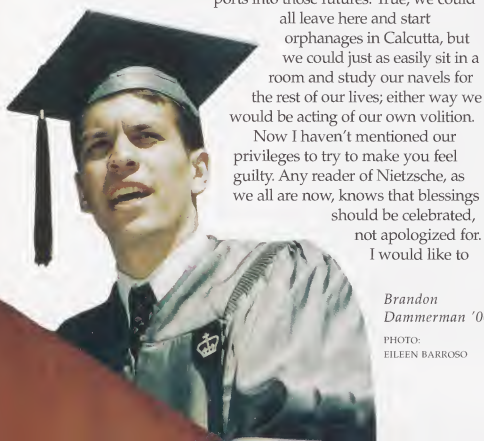 ports into those futures. True, we could
all leave here and start
orphanages in Calcutta, but
we could just as easily sit in a
room and study our navels for
the rest of our lives; either way we
would be acting of our own volition.
Now I haven't mentioned our
privileges to try to make you feel
guilty. Any reader of Nietzsche, as
we all are now, knows that blessings
should be celebrated,
not apologized for.
I would like to
Brandon
Dammerman '0
PHOTO:
EILEEN BARROSO